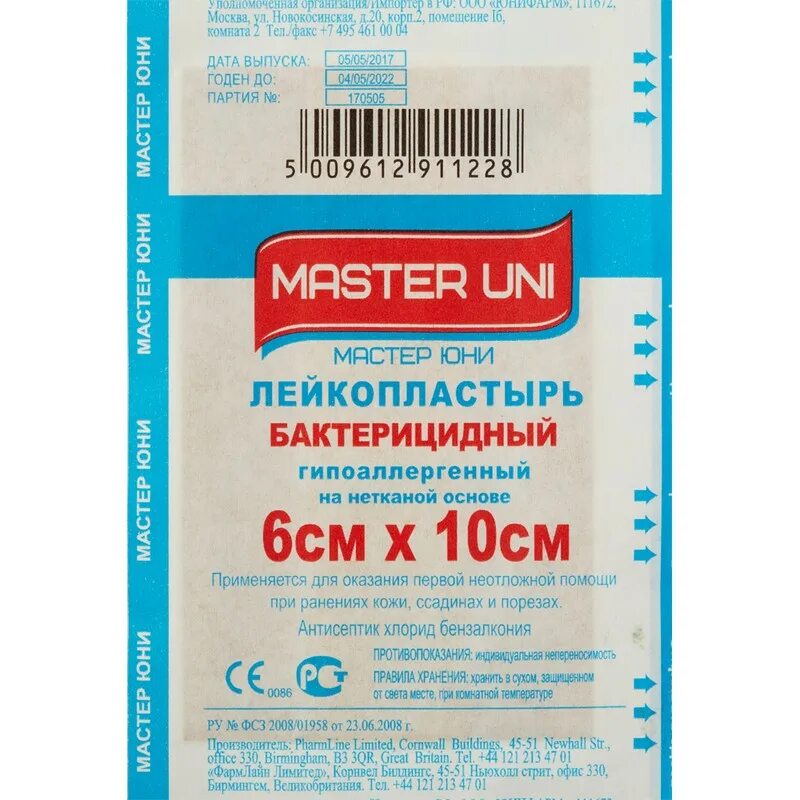 Уполномоченная организация/Импортер в РФ: ООО «ЮНИФАРМ», 111672,
Москва, ул. Новокосинская, д.20, корп.2, помещение Iб,
комната 2 Тел./факс +7 495 461 00 04
ДАТА ВЫПУСКА: 05/05/2017
ГОДЕН ДО: 04/05/2022
ПАРТИЯ №: 170505
5 009612 911228
МАСТЕР ЮНИ
МАСТЕР ЮНИ
МАСТЕР ЮНИ
МАСТЕР ЮНИ
MASTER UNI
МАСТЕР ЮНИ
ЛЕЙКОПЛАСТЫРЬ
БАКТЕРИЦИДНЫЙ
гипоаллергенный
на нетканой основе
6см х 10см
Применяется для оказания первой неотложной помощи
при ранениях кожи, ссадинах и порезах.
Антисептик хлорид бензалкония
ПРОТИВОПОКАЗАНИЯ: индивидуальная непереносимость
ПРАВИЛА ХРАНЕНИЯ: хранить в сухом, защищенном
от света месте, при комнатной температуре
CE 0086 РСТ
РУ № ФСЗ 2008/01958 от 23.06.2008 г.
Производитель: PharmLine Limited, Cornwall Buildings, 45-51 Newhall Str.,
office 330, Birmingham, B3 3QR, Great Britain. Tel. +44 121 213 47 01
«ФармЛайн Лимитед», Корнвел Биллингс, 45-51 Ньюхолл стрит, офис 330,
Бирмингем, Великобритания. Тел. +44 121 213 47 01